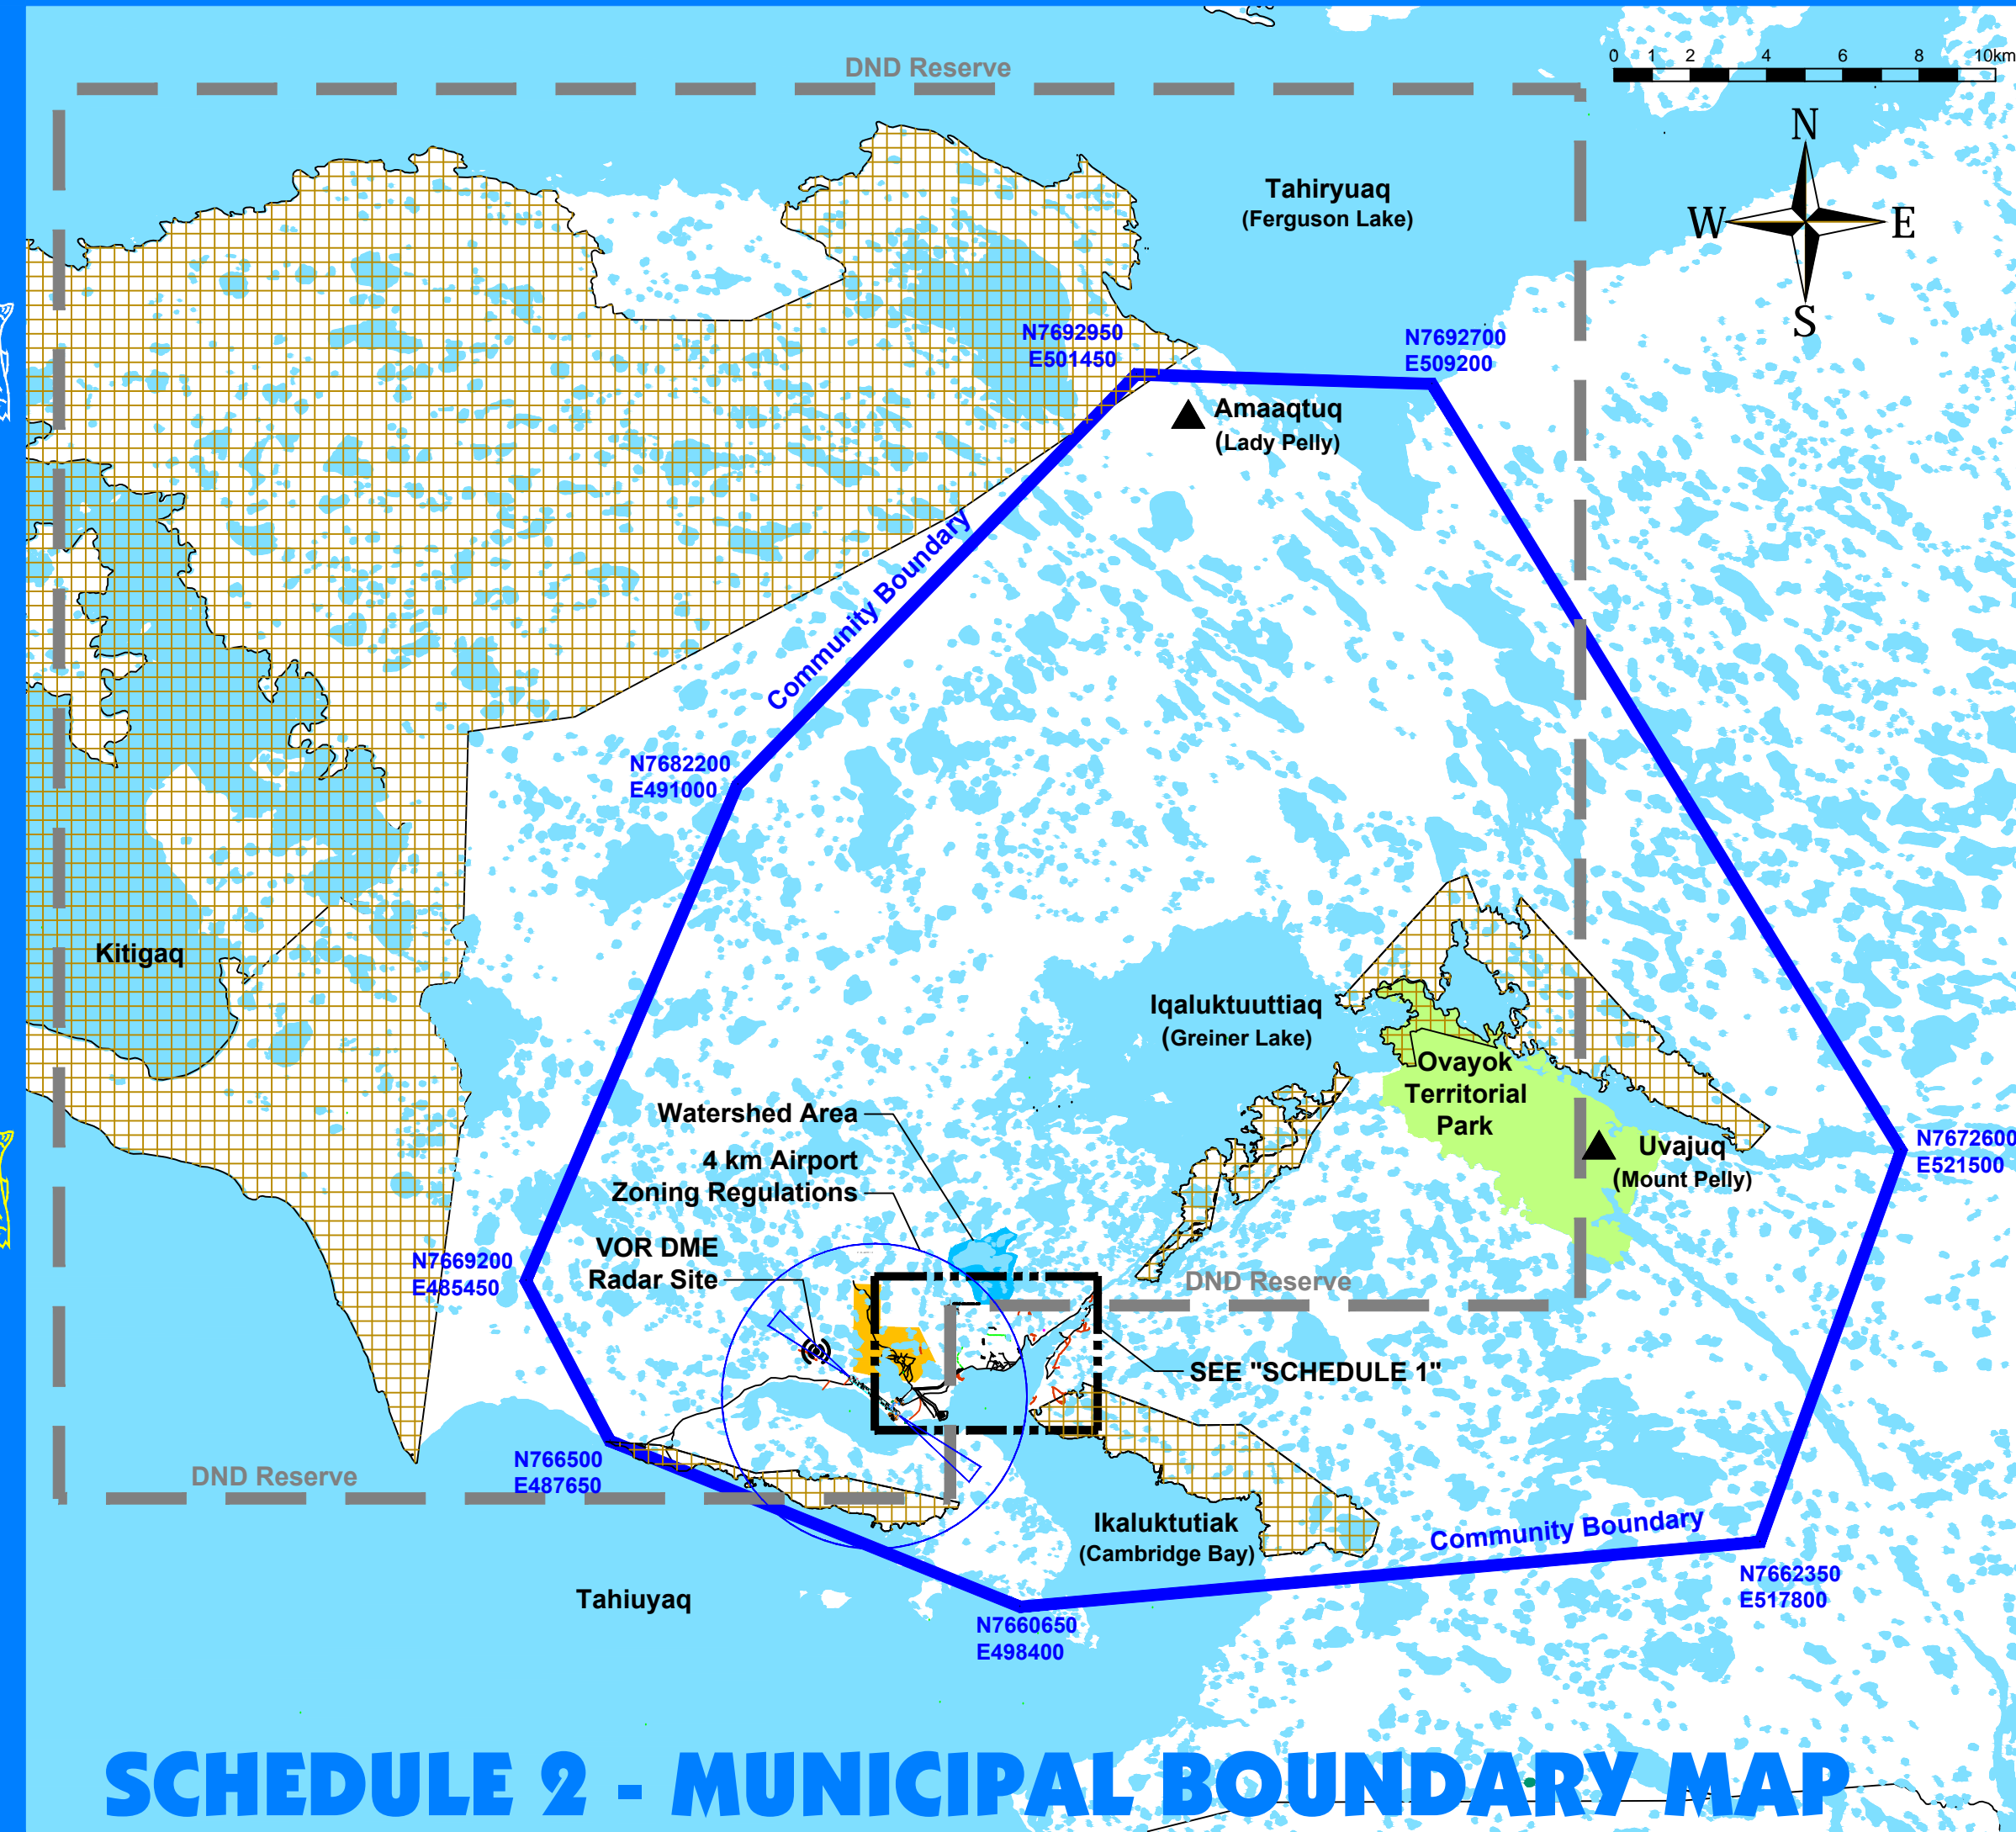 DND Reserve
0 1 2 4 6 8 10km
N
W E
S
Tahiryuaq
(Ferguson Lake)
N7692950
E501450
N7692700
E509200
Amaaqtuq
(Lady Pelly)
Community Boundary
N7682200
E491000
Kitigaq
Iqaluktuuttiaq
(Greiner Lake)
Ovayok
Territorial
Park
Watershed Area
4 km Airport
Zoning Regulations
Uvajuq
(Mount Pelly)
N7672600
E521500
VOR DME
Radar Site
N7669200
E485450
DND Reserve
SEE "SCHEDULE 1"
N766500
E487650
DND Reserve
Ikaluktutiak
(Cambridge Bay)
Community Boundary
N7662350
E517800
Tahiuyaq
N7660650
E498400
SCHEDULE 2 - MUNICIPAL BOUNDARY MAP